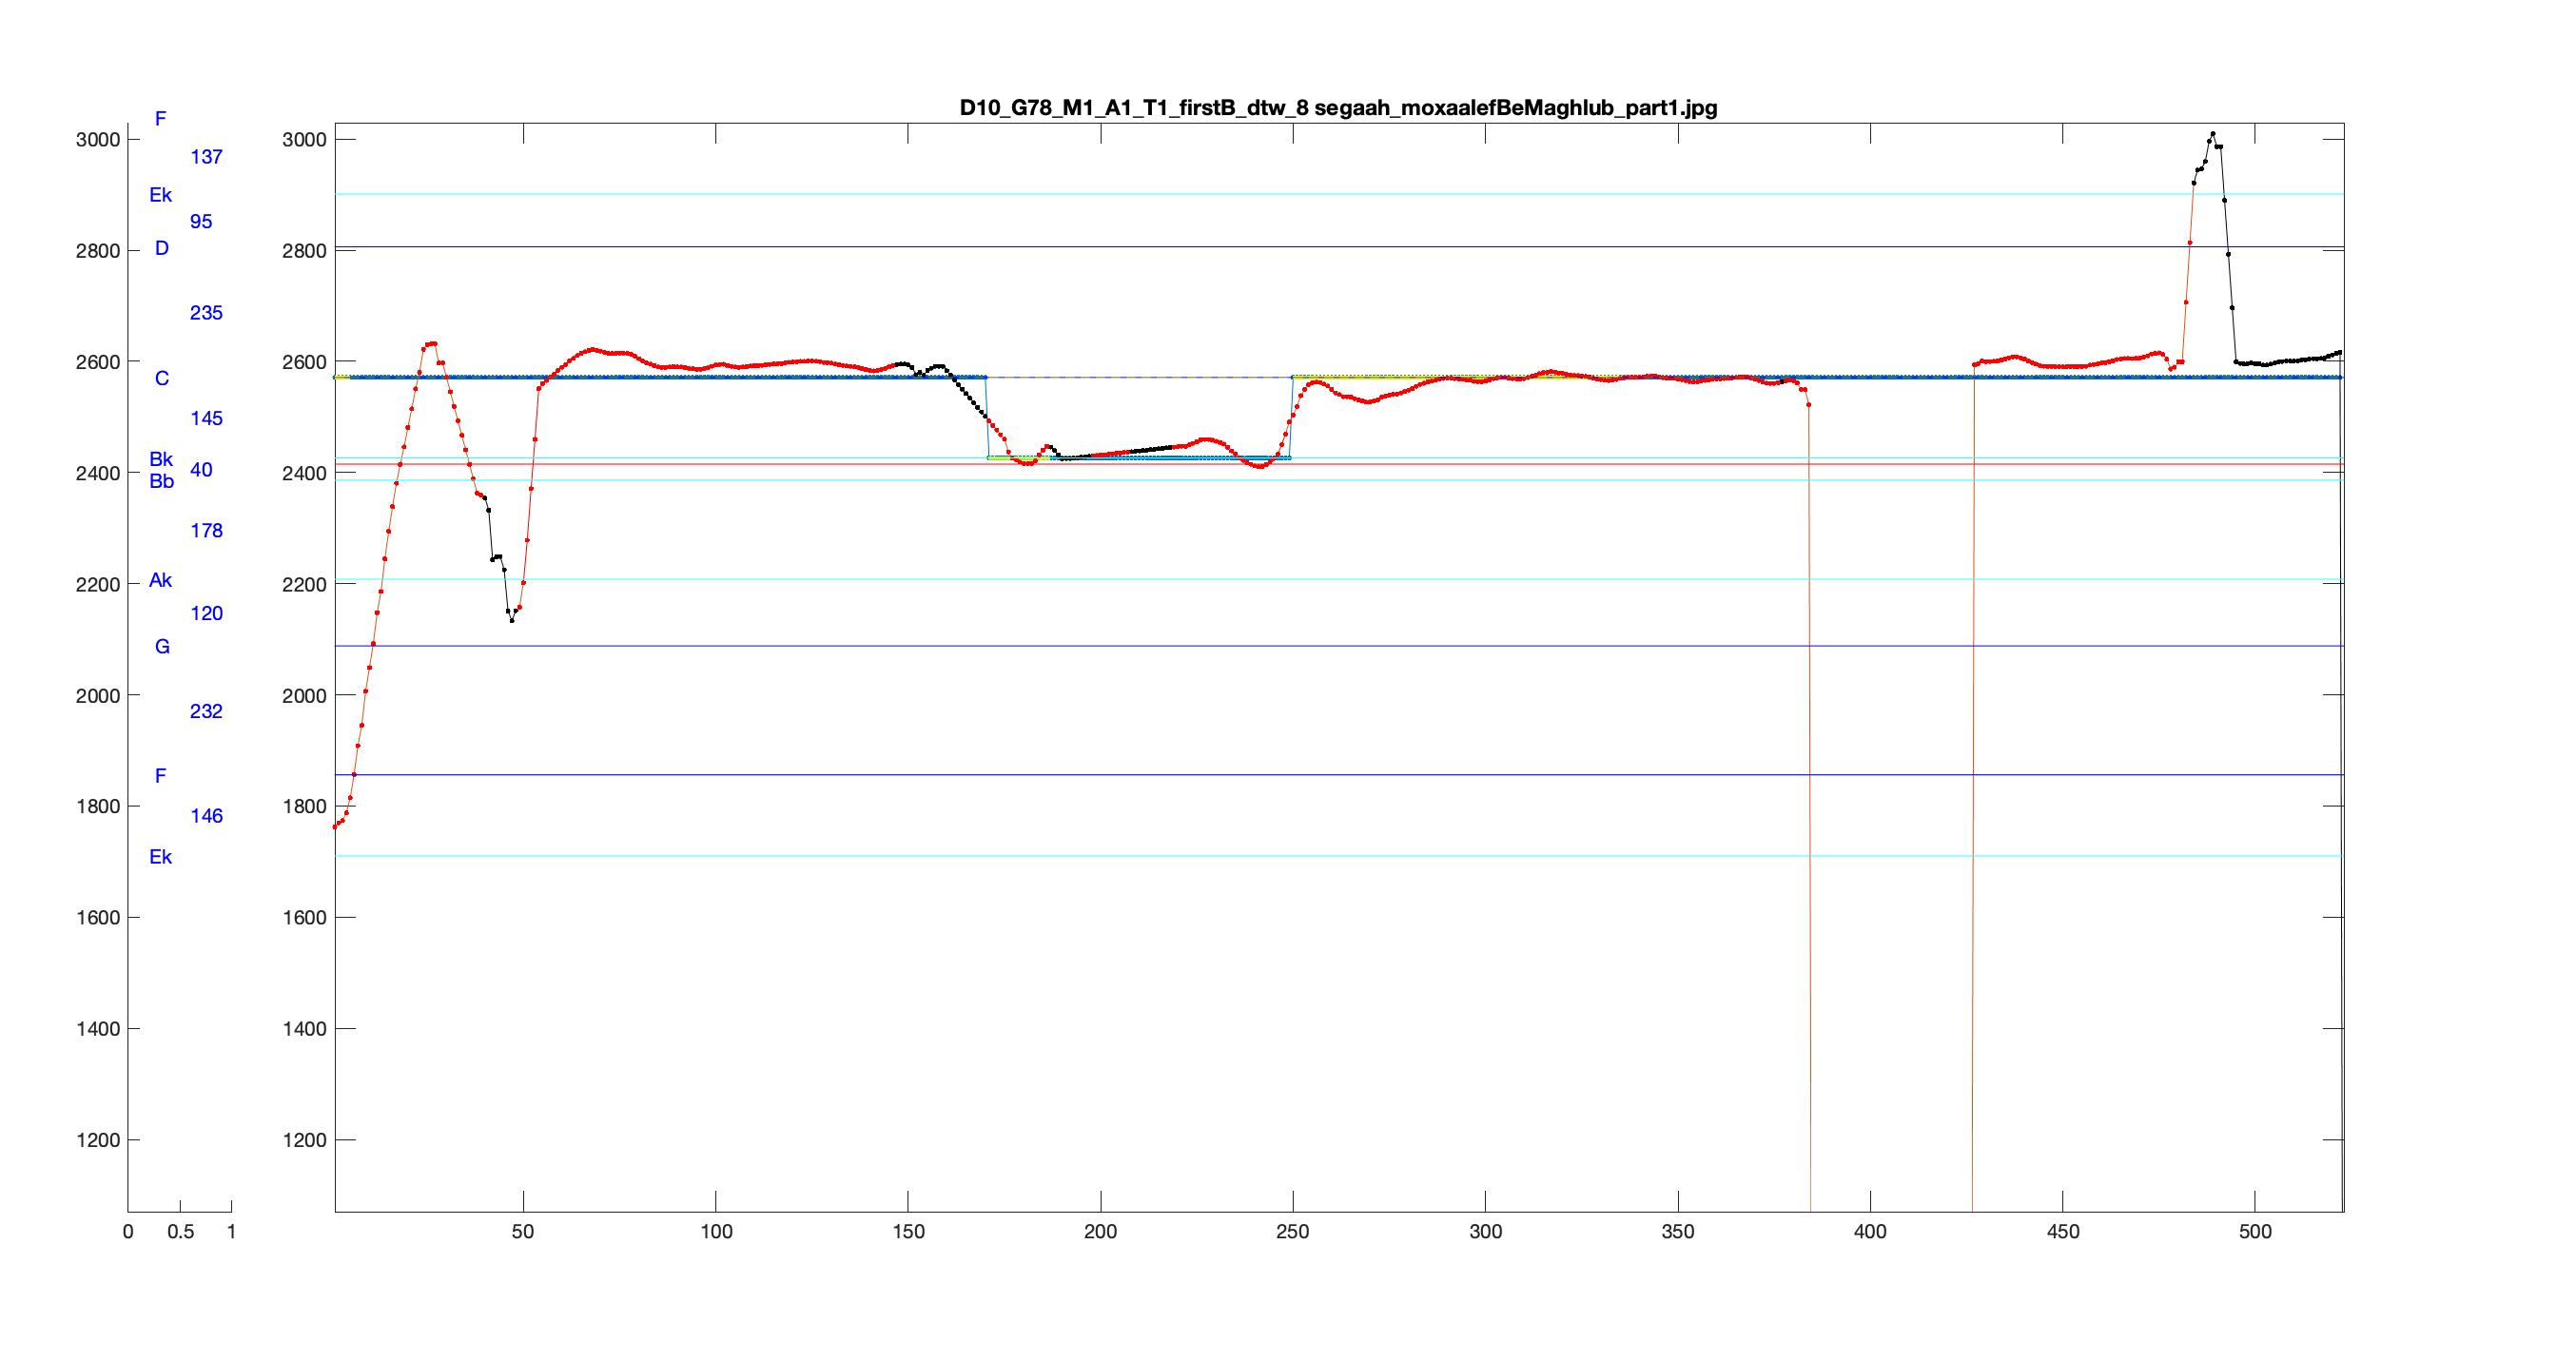 D10_G78_M1_A1_T1_firstB_dtw_8 segaah_moxaalefBeMaghlub_part1.jpg
F
3000 3000
137
Ek
95
2800 D 2800
235
2600 2600
C
145
Bk
2400 40 2400
Bb
178
2200 Ak 2200
120
G
2000 2000
232
F
1800 146 1800
Ek
1600 1600
1400 1400
1200 1200
0 0.5 1 50 100 150 200 250 300 350 400 450 500